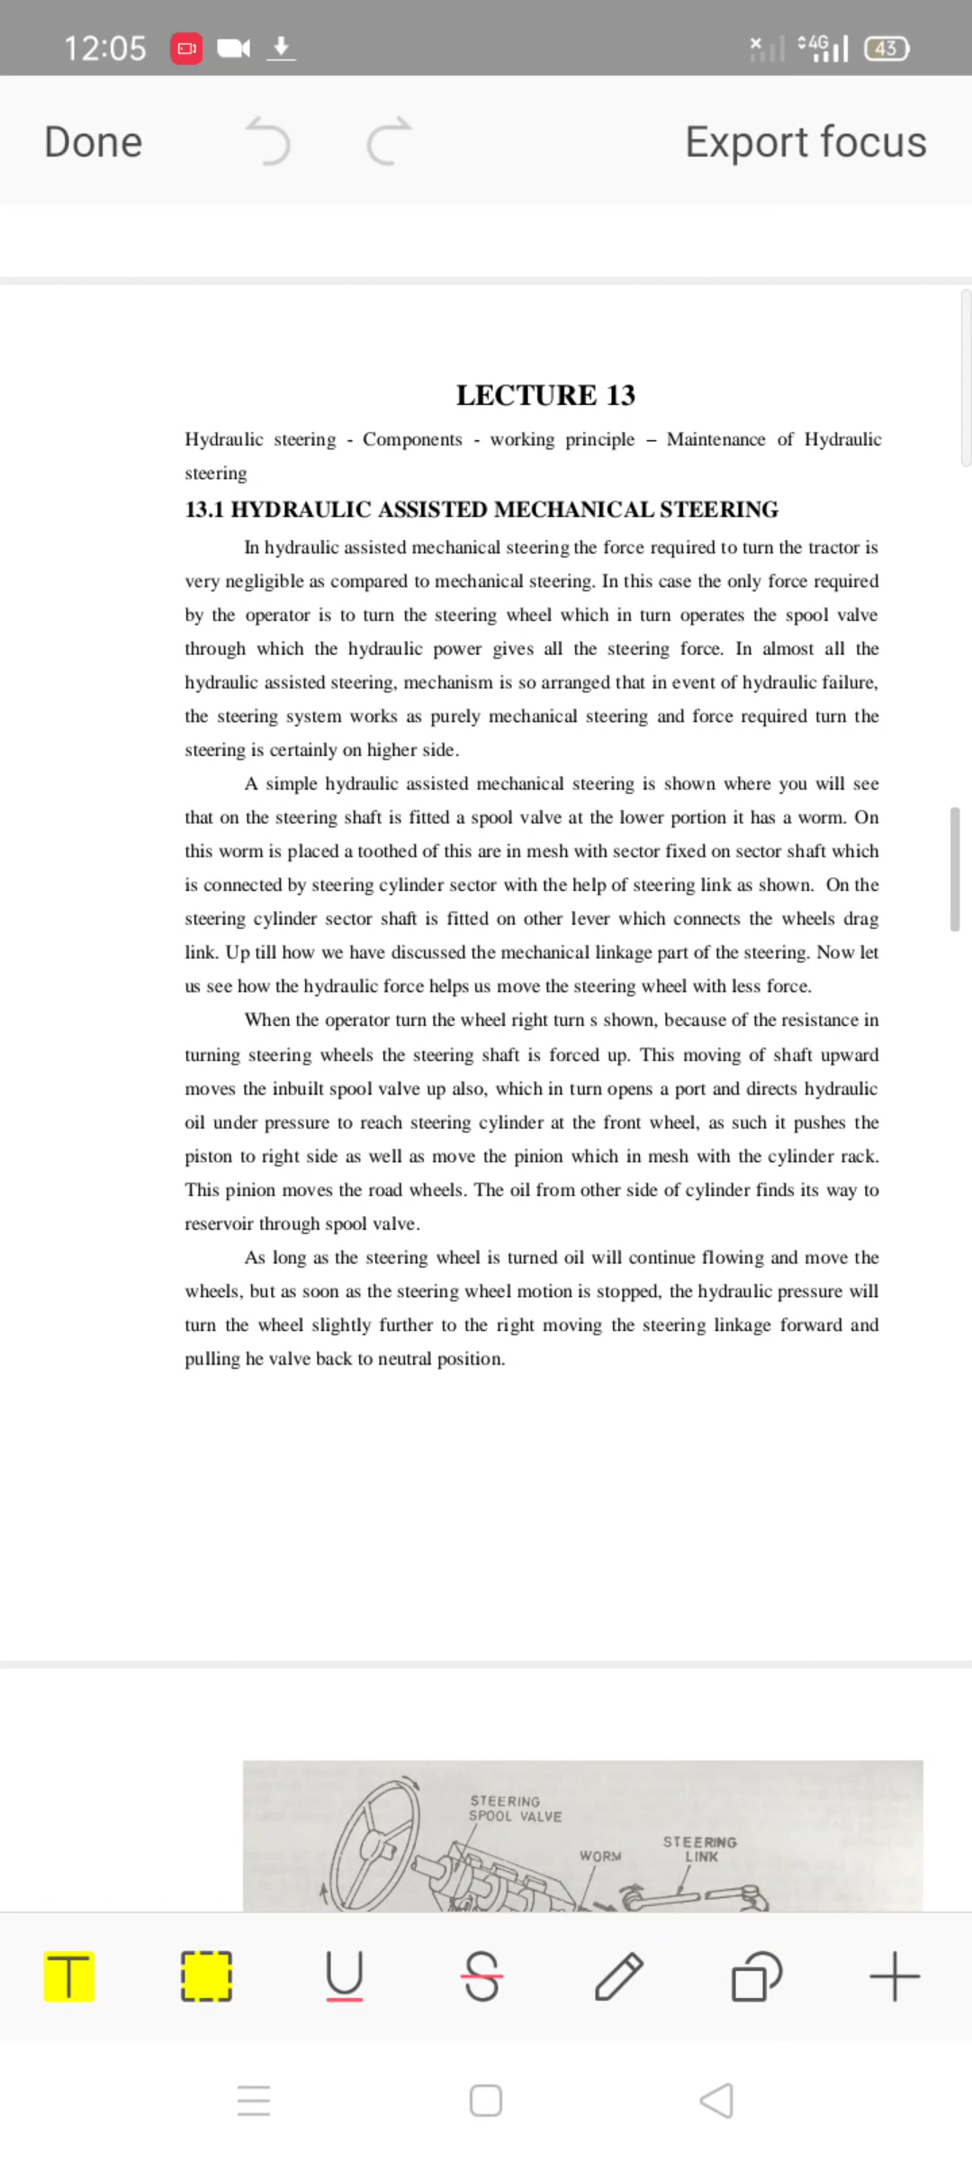 12:05
4G
43
Done
Export focus
LECTURE 13
Hydraulic steering - Components - working principle – Maintenance of Hydraulic
steering
13.1 HYDRAULIC ASSISTED MECHANICAL STEERING
In hydraulic assisted mechanical steering the force required to turn the tractor is
very negligible as compared to mechanical steering. In this case the only force required
by the operator is to turn the steering wheel which in turn operates the spool valve
through which the hydraulic power gives all the steering force. In almost all the
hydraulic assisted steering, mechanism is so arranged that in event of hydraulic failure,
the steering system works as purely mechanical steering and force required turn the
steering is certainly on higher side.
A simple hydraulic assisted mechanical steering is shown where you will see
that on the steering shaft is fitted a spool valve at the lower portion it has a worm. On
this worm is placed a toothed of this are in mesh with sector fixed on sector shaft which
is connected by steering cylinder sector with the help of steering link as shown. On the
steering cylinder sector shaft is fitted on other lever which connects the wheels drag
link. Up till how we have discussed the mechanical linkage part of the steering. Now let
us see how the hydraulic force helps us move the steering wheel with less force.
When the operator turn the wheel right turn s shown, because of the resistance in
turning steering wheels the steering shaft is forced up. This moving of shaft upward
moves the inbuilt spool valve up also, which in turn opens a port and directs hydraulic
oil under pressure to reach steering cylinder at the front wheel, as such it pushes the
piston to right side as well as move the pinion which in mesh with the cylinder rack.
This pinion moves the road wheels. The oil from other side of cylinder finds its way to
reservoir through spool valve.
As long as the steering wheel is turned oil will continue flowing and move the
wheels, but as soon as the steering wheel motion is stopped, the hydraulic pressure will
turn the wheel slightly further to the right moving the steering linkage forward and
pulling he valve back to neutral position.
STEERING
SPOOL VALVE
WORM
STEERING
LINK
T
U
S